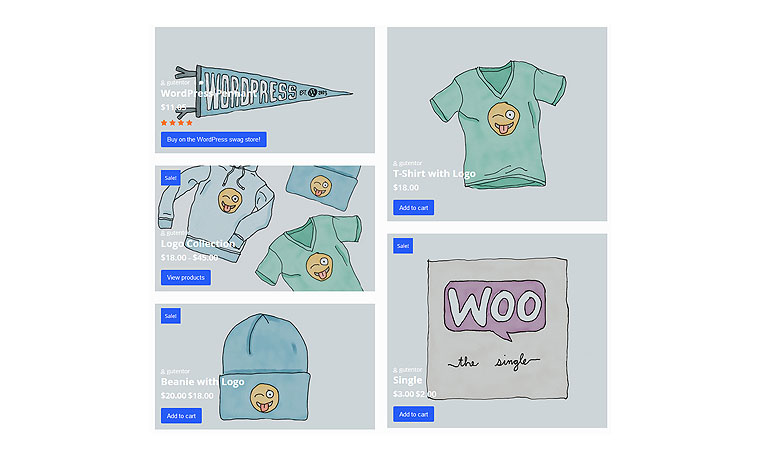 WORDPRESS EST. 2003
gutentor
WordPress Pennant
$11.05
Buy on the WordPress swag store!
Sale!
gutentor
Logo Collection
$18.00 - $45.00
View products
Sale!
gutentor
Beanie with Logo
$20.00 $18.00
Add to cart
gutentor
T-Shirt with Logo
$18.00
Add to cart
Sale!
WOO
the single
gutentor
Single
$3.00 $2.00
Add to cart